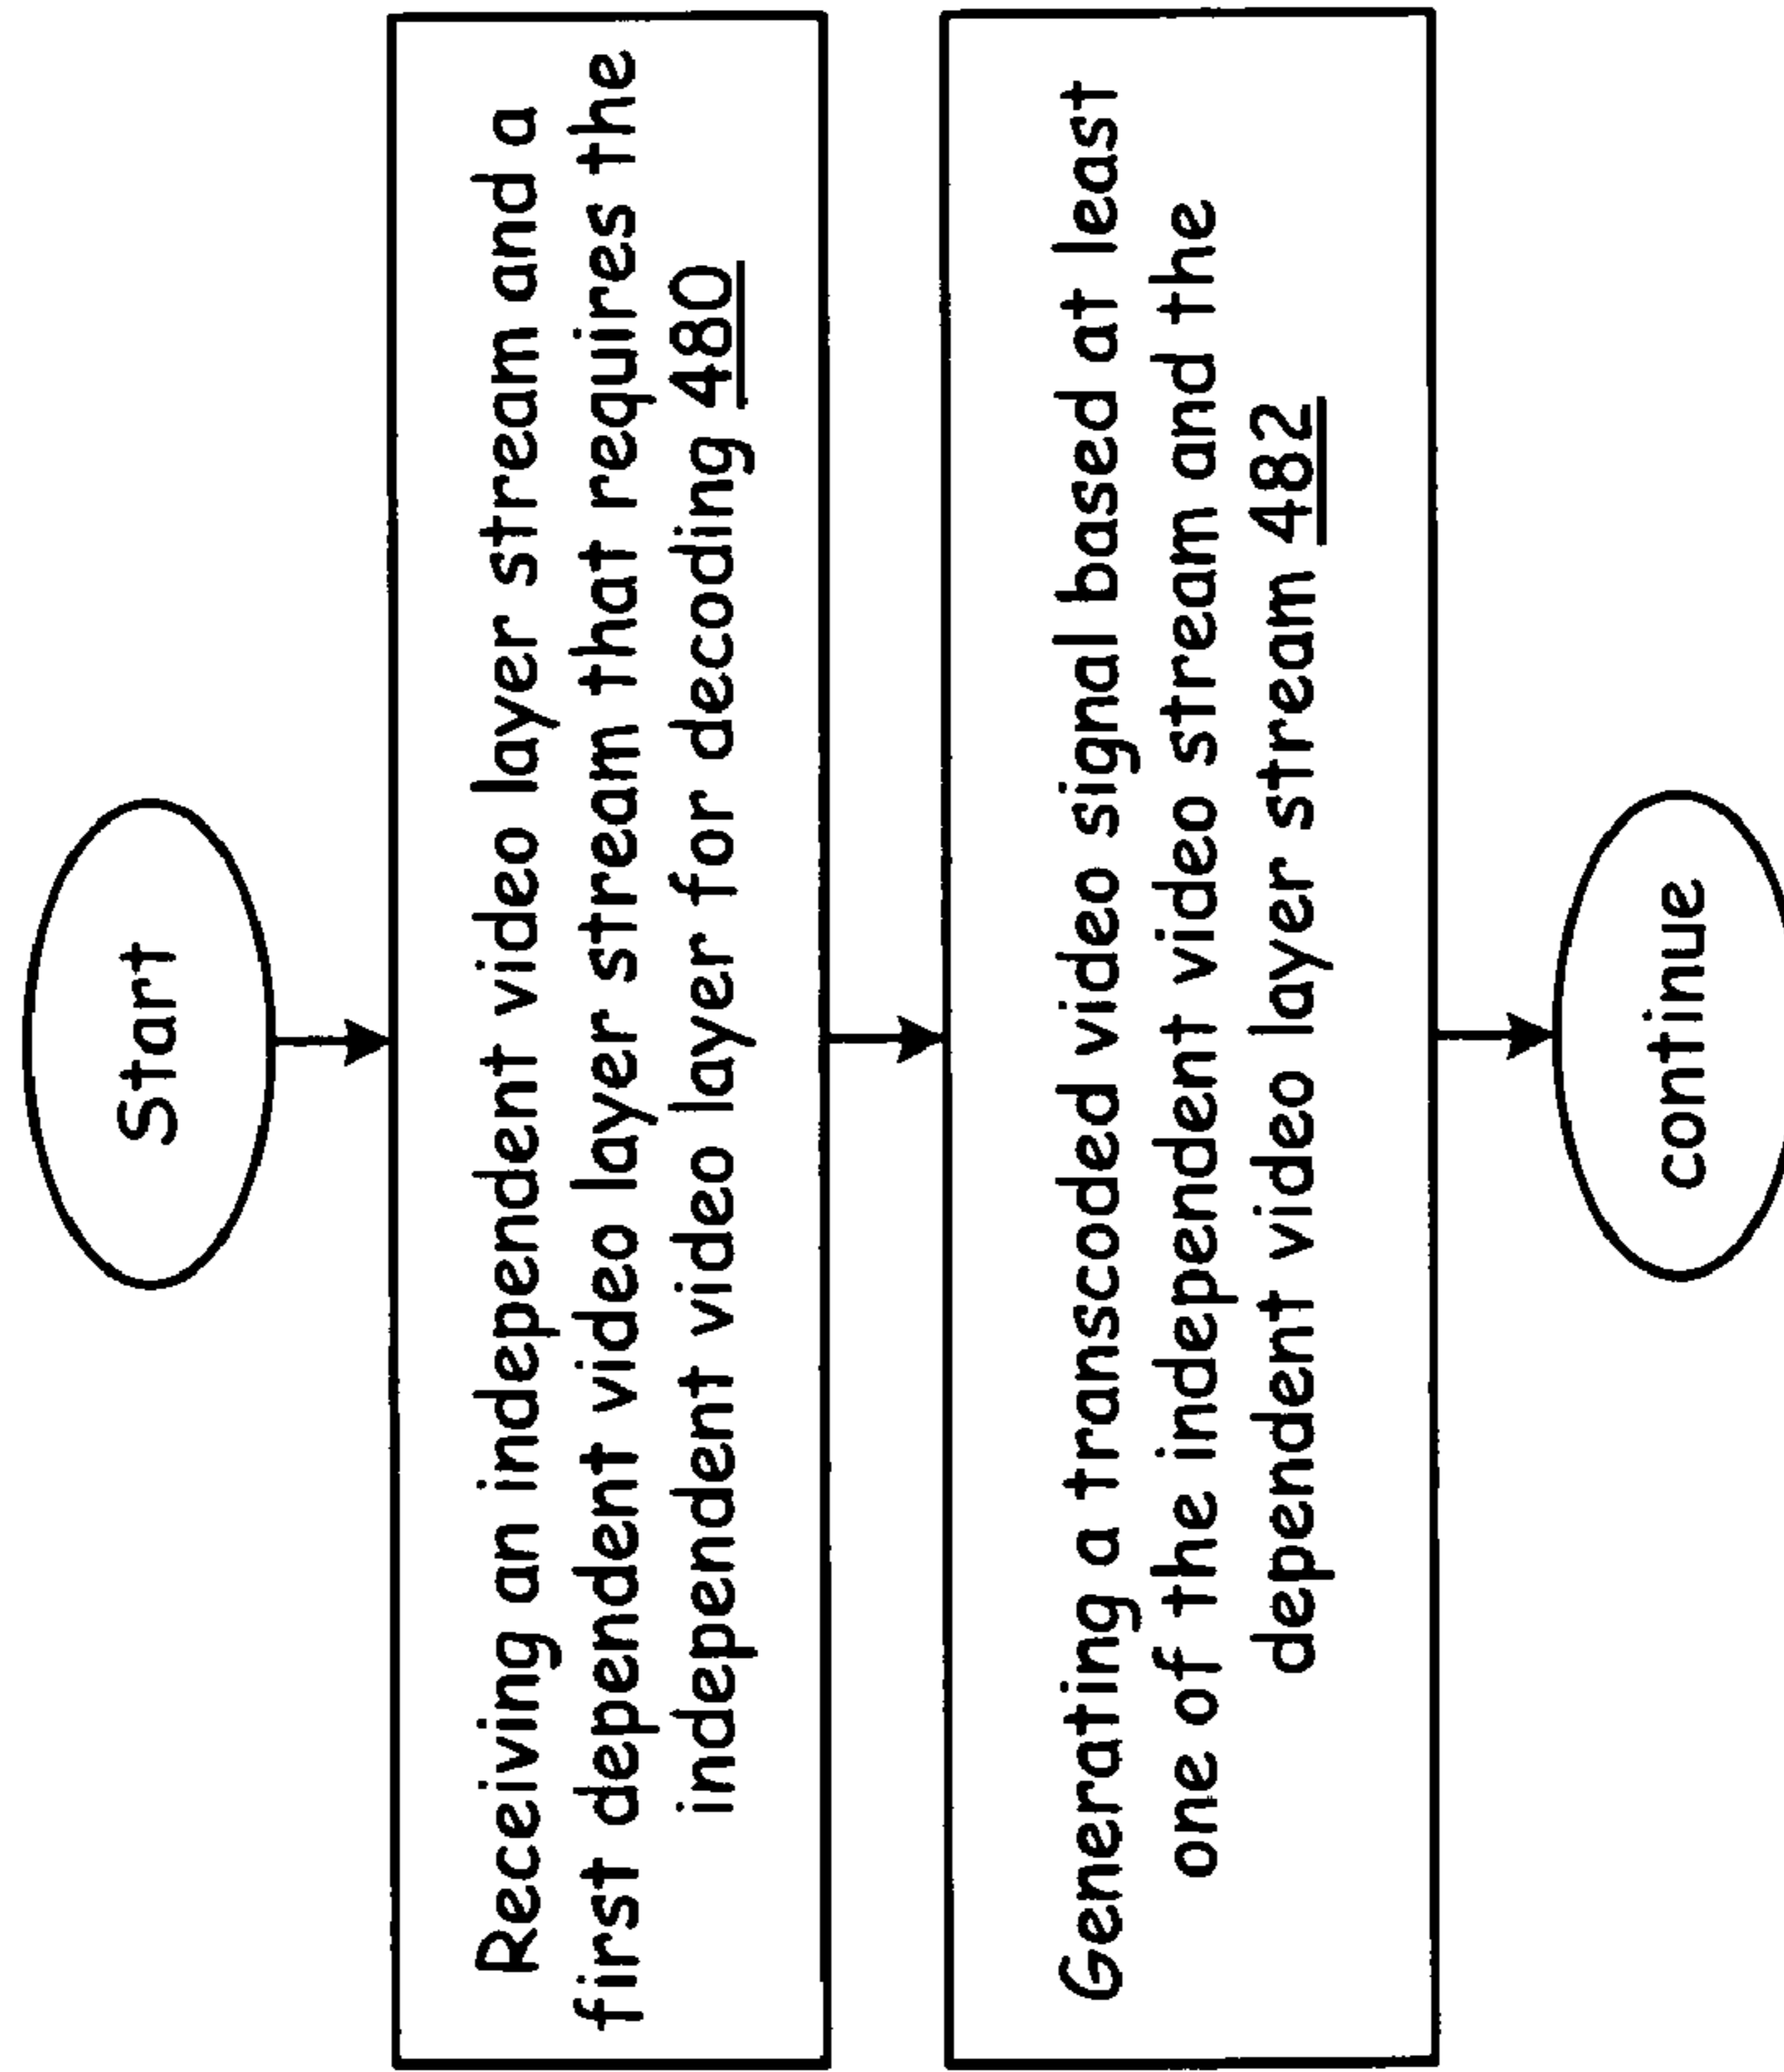 Start
Receiving an independent video layer stream and a
first dependent video layer stream that requires the
independent video layer for decoding 480
Generating a transcoded video signal based at least
one of the independent video stream and the
dependent video layer stream 482
continue